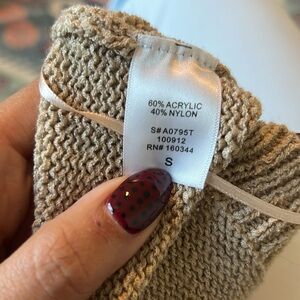 60% ACRYLIC
40% NYLON
S# A0795T
100912
RN# 160344
S